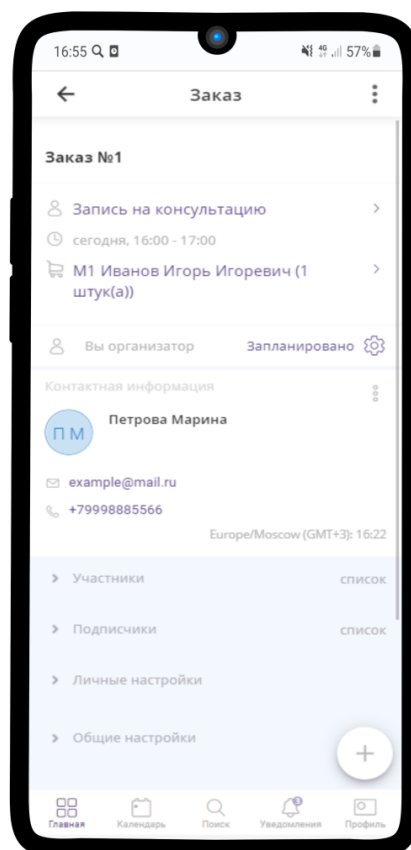 16:55
4G 57%
Заказ
Заказ №1
Запись на консультацию
сегодня, 16:00 - 17:00
М1 Иванов Игорь Игоревич (1
штук(а))
Вы организатор Запланировано
Контактная информация
П М Петрова Марина
example@mail.ru
+79998885566
Europe/Moscow (GMT+3): 16:22
Участники список
Подписчики список
Личные настройки
Общие настройки
3
Главная Календарь Поиск Уведомления Профиль